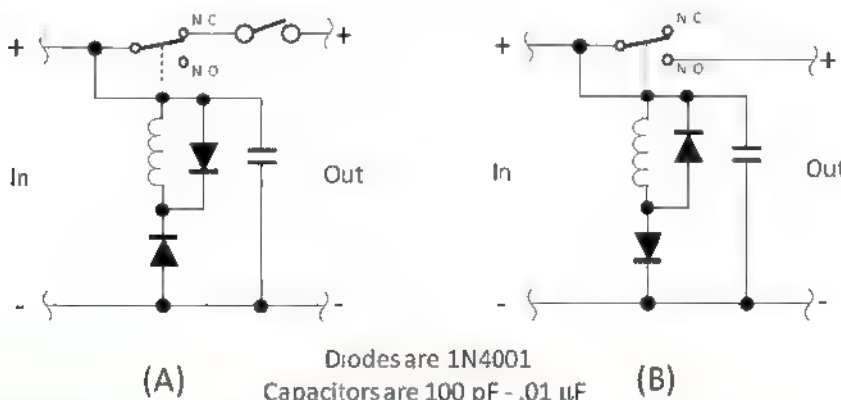 NC
+
+
NO
In
Out
-
-
(A)
NC
+
NO
+
In
Out
-
-
(B)
Diodes are 1N4001
Capacitors are 100 pF - .01 µF